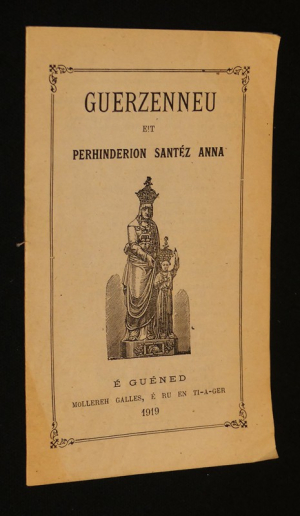 GUERZENNEU
EIT
PERHINDERION SANTÉZ ANNA
É GUÉNED
MOLLEREH GALLES, É RU EN TI-A-GER
1919